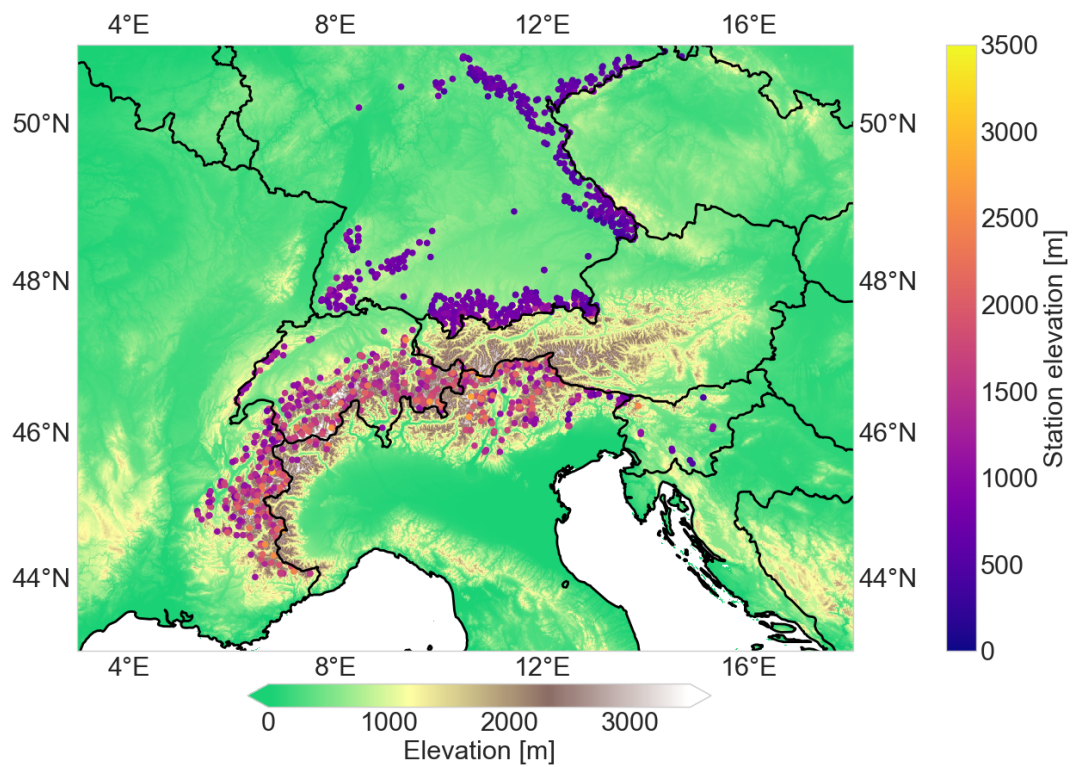 4°E 8°E 12°E 16°E
50°N 50°N
48°N 48°N
46°N 46°N
44°N 44°N
4°E 8°E 12°E 16°E
0 1000 2000 3000
Elevation [m]
3500
3000
2500
2000
1500
1000
500
0
Station elevation [m]